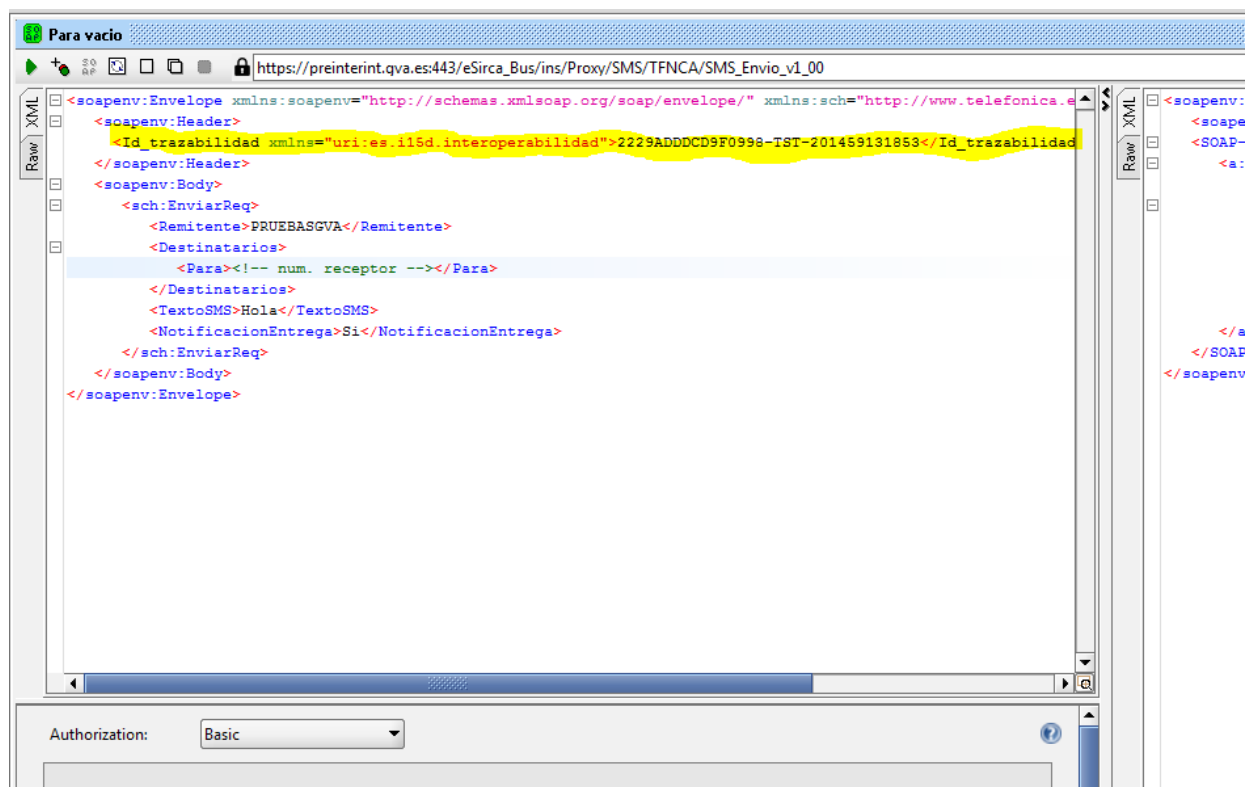 Para vacio
https://preinterint.gva.es:443/eSirca_Bus/ins/Proxy/SMS/TFNCA/SMS_Envio_v1_00
XML
Raw
<soapenv:Envelope xmlns:soapenv="http://schemas.xmlsoap.org/soap/envelope/" xmlns:sch="http://www.telefonica.e
<soapenv:Header>
<Id_trazabilidad xmlns="uri:es.i15d.interoperabilidad">2229ADDDCD9F0998-TST-201459131853</Id_trazabilidad
</soapenv:Header>
<soapenv:Body>
<sch:EnviarReq>
<Remitente>PRUEBASGVA</Remitente>
<Destinatarios>
<Para><!-- num. receptor --></Para>
</Destinatarios>
<TextoSMS>Hola</TextoSMS>
<NotificacionEntrega>Si</NotificacionEntrega>
</sch:EnviarReq>
</soapenv:Body>
</soapenv:Envelope>
XML
Raw
<soapenv:
<soape
<SOAP-
<a:
</a
</SOAP
</soapenv
Authorization:
Basic